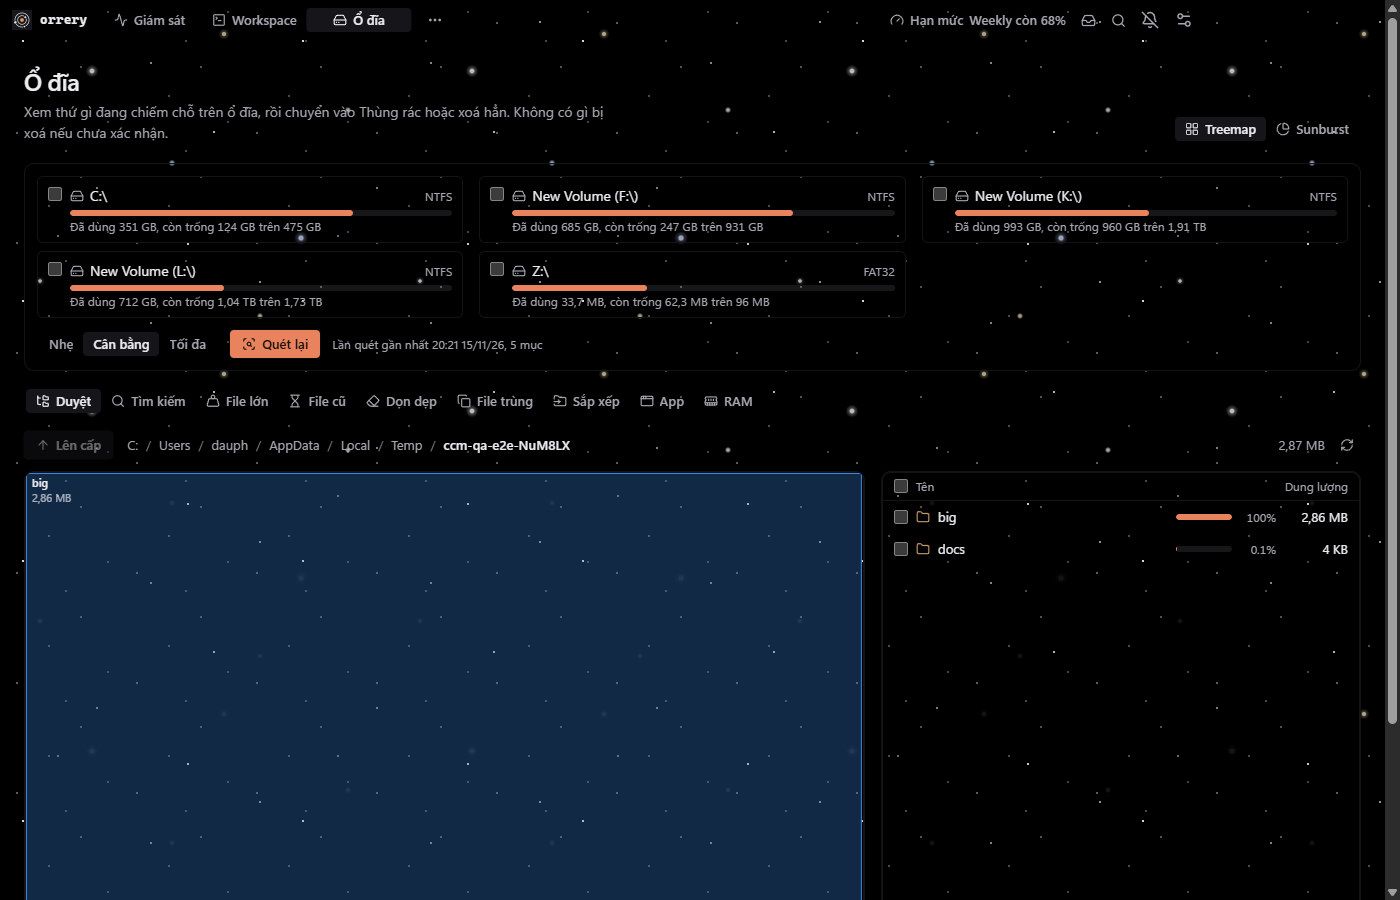 orrery
Giám sát
Workspace
Ổ đĩa
Hạn mức Weekly còn 68%
Ổ đĩa
Xem thứ gì đang chiếm chỗ trên ổ đĩa, rồi chuyển vào Thùng rác hoặc xoá hẳn. Không có gì bị
xoá nếu chưa xác nhận.
Treemap
Sunburst
C:\ NTFS
Đã dùng 351 GB, còn trống 124 GB trên 475 GB
New Volume (F:\) NTFS
Đã dùng 685 GB, còn trống 247 GB trên 931 GB
New Volume (K:\) NTFS
Đã dùng 993 GB, còn trống 960 GB trên 1,91 TB
New Volume (L:\) NTFS
Đã dùng 712 GB, còn trống 1,04 TB trên 1,73 TB
Z:\ FAT32
Đã dùng 33,7 MB, còn trống 62,3 MB trên 96 MB
Nhẹ
Cân bằng
Tối đa
Quét lại
Lần quét gần nhất 20:21 15/11/26, 5 mục
Duyệt
Tìm kiếm
File lớn
File cũ
Dọn dẹp
File trùng
Sắp xếp
App
RAM
Lên cấp
C: / Users / dauph / AppData / Local / Temp / ccm-qa-e2e-NuM8LX
2,87 MB
big
2,86 MB
Tên Dung lượng
big 100% 2,86 MB
docs 0.1% 4 KB